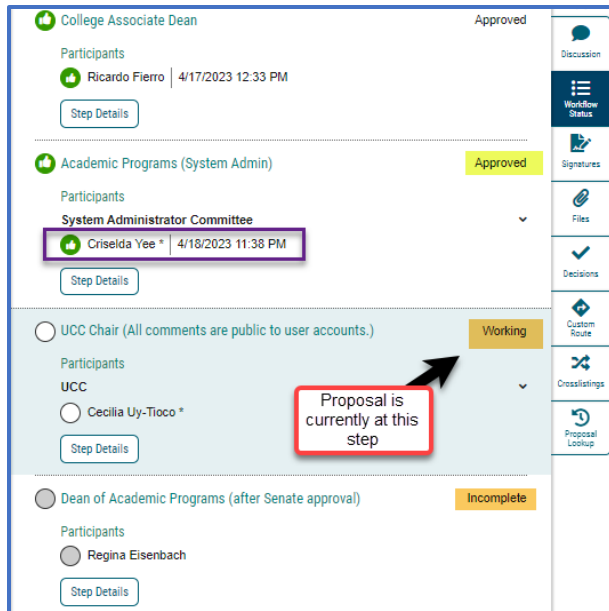 College Associate Dean
Approved
Participants
Ricardo Fierro | 4/17/2023 12:33 PM
Step Details
Academic Programs (System Admin)
Approved
Participants
System Administrator Committee
Criselda Yee * | 4/18/2023 11:38 PM
Step Details
UCC Chair (All comments are public to user accounts.)
Working
Participants
UCC
Cecilia Uy-Tioco *
Proposal is
currently at this
step
Step Details
Dean of Academic Programs (after Senate approval)
Incomplete
Participants
Regina Eisenbach
Step Details
Discussion
Workflow
Status
Signatures
Files
Decisions
Custom
Route
Crosslistings
Proposal
Lookup